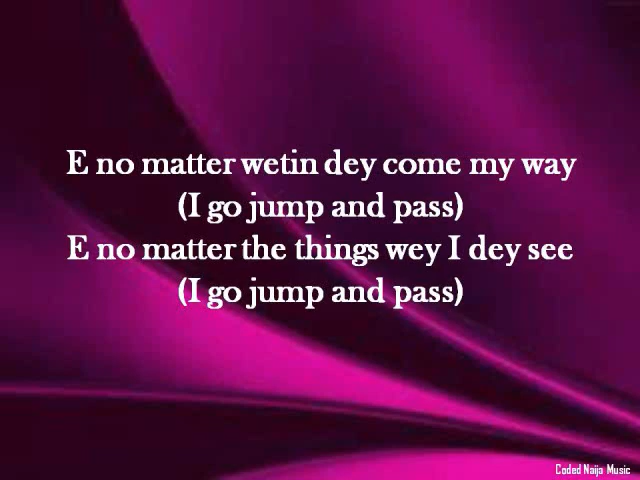 E no matter wetin dey come my way
(I go jump and pass)
E no matter the things wey I dey see
(I go jump and pass)
Coded Naija Music